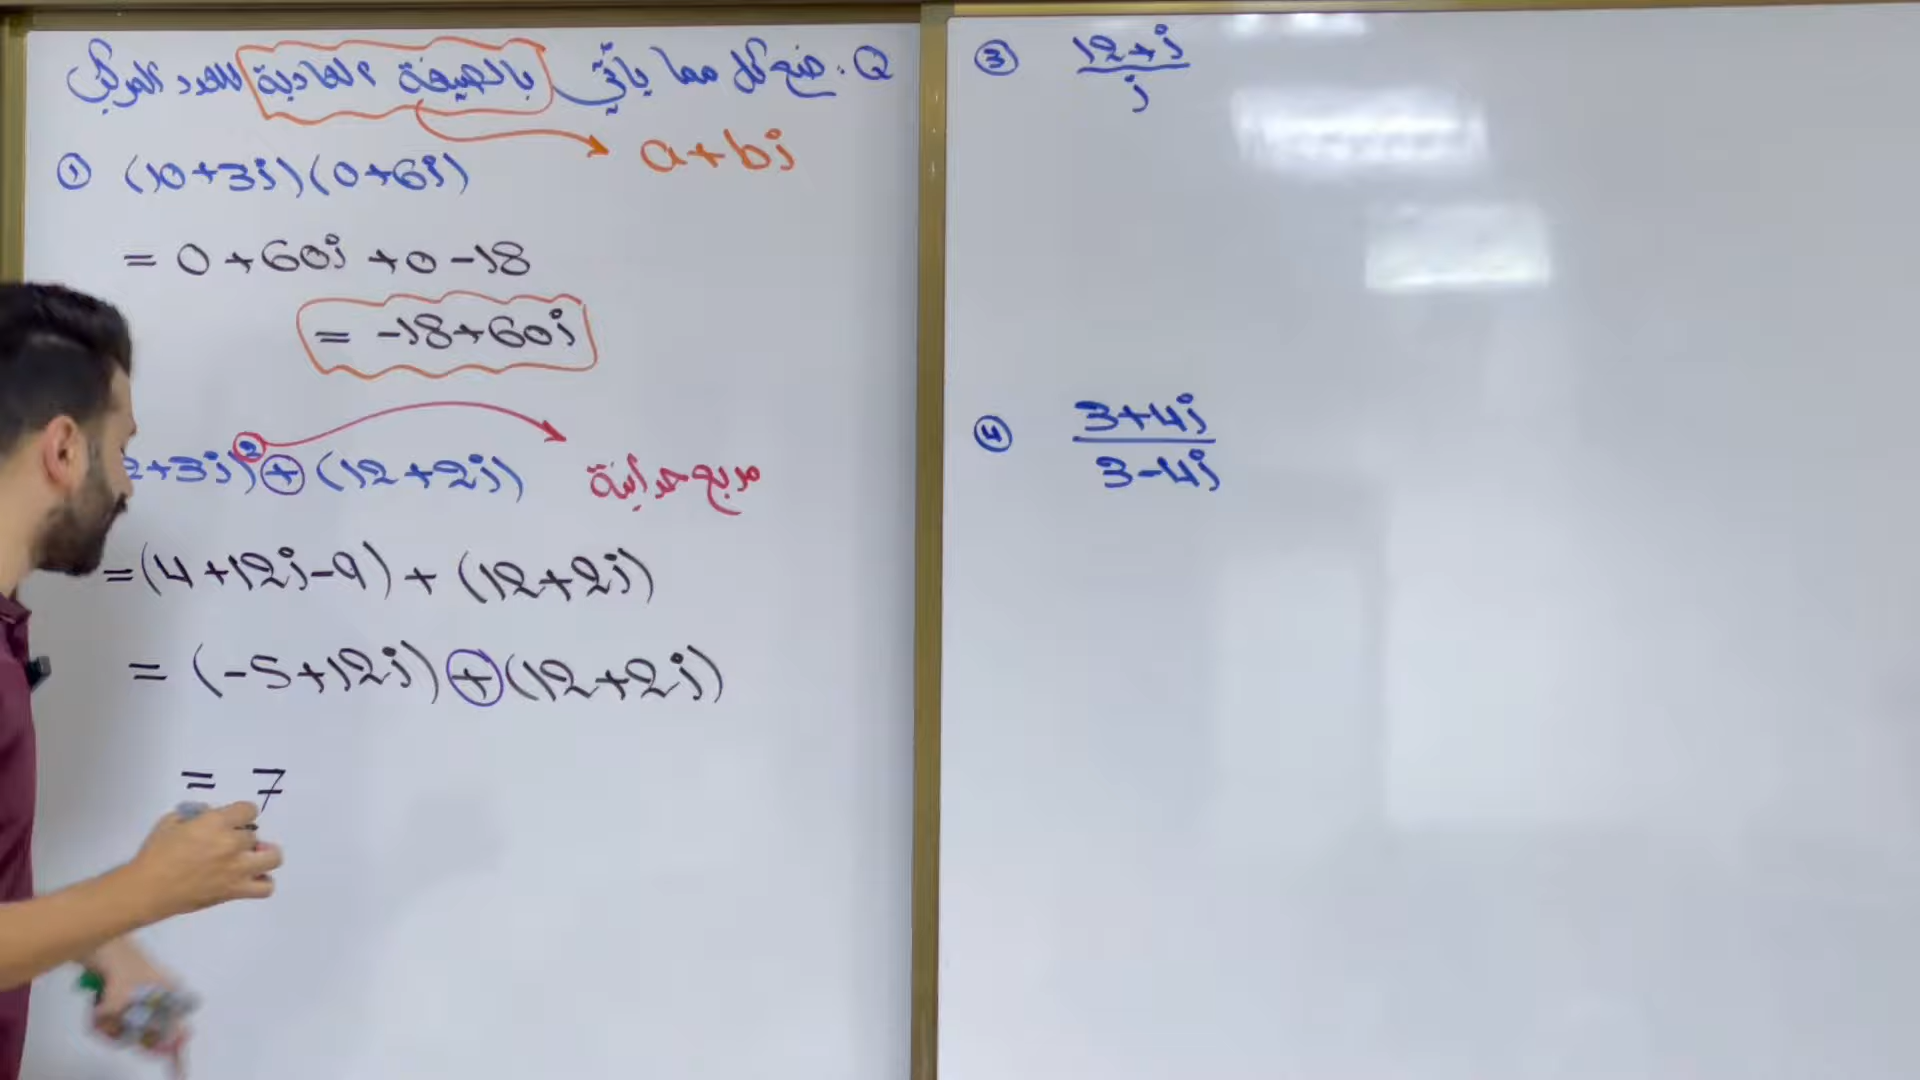 Q. ضع كل مما يأتي بالصيغة العادية للعدد المركب
a+bi
① (10+3i)(0+6i)
= 0+60i+0-18
= -18+60i
2+3i)²+(12+2i)
مربع حدانية
=(4+12i-9)+(12+2i)
= (-5+12i)+(12+2i)
= 7
③ 12+i
i
④ 3+4i
3-4i